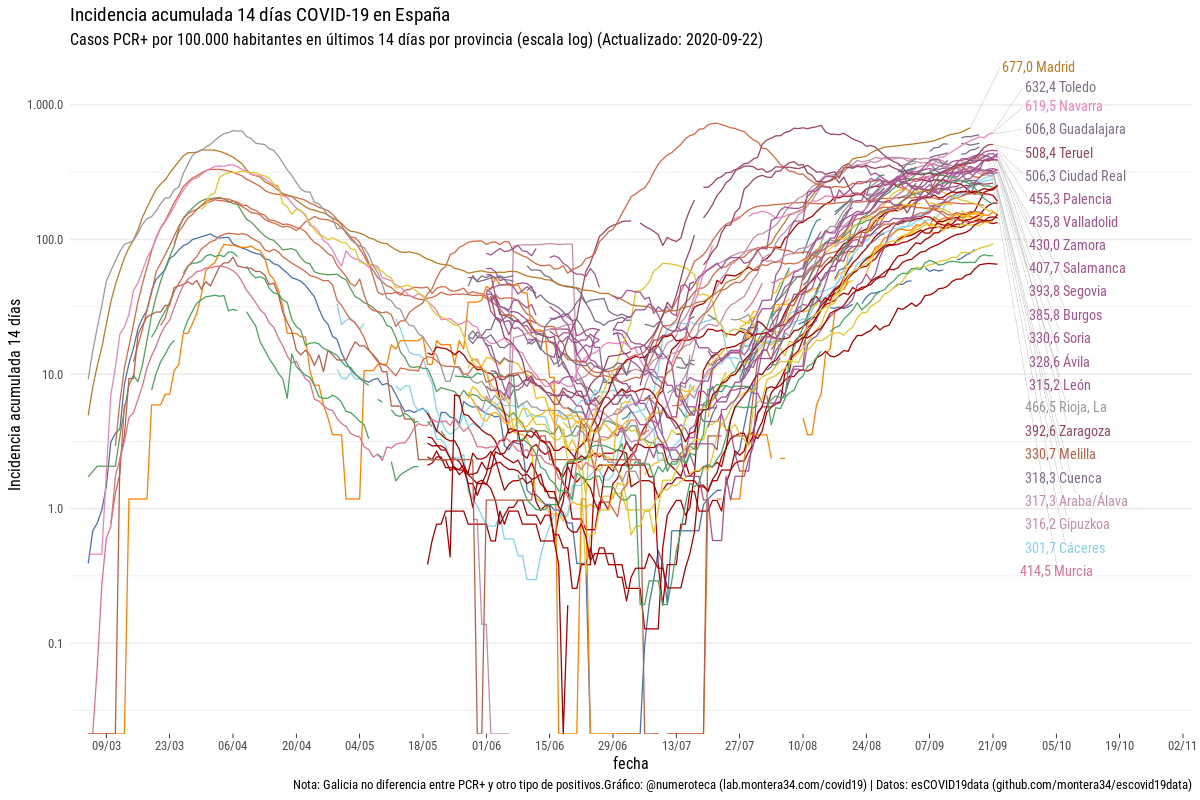 Incidencia acumulada 14 días COVID-19 en España
Casos PCR+ por 100.000 habitantes en últimos 14 días por provincia (escala log) (Actualizado: 2020-09-22)
Incidencia acumulada 14 días
1.000.0
100.0
10.0
1.0
0.1
677,0 Madrid
632,4 Toledo
619,5 Navarra
606,8 Guadalajara
508,4 Teruel
506,3 Ciudad Real
455,3 Palencia
435,8 Valladolid
430,0 Zamora
407,7 Salamanca
393,8 Segovia
385,8 Burgos
330,6 Soria
328,6 Ávila
315,2 León
466,5 Rioja, La
392,6 Zaragoza
330,7 Melilla
318,3 Cuenca
317,3 Araba/Álava
316,2 Gipuzkoa
301,7 Cáceres
414,5 Murcia
09/03 23/03 06/04 20/04 04/05 18/05 01/06 15/06 29/06 13/07 27/07 10/08 24/08 07/09 21/09 05/10 19/10 02/11
fecha
Nota: Galicia no diferencia entre PCR+ y otro tipo de positivos.Gráfico: @numeroteca (lab.montera34.com/covid19) | Datos: esCOVID19data (github.com/montera34/escovid19data)